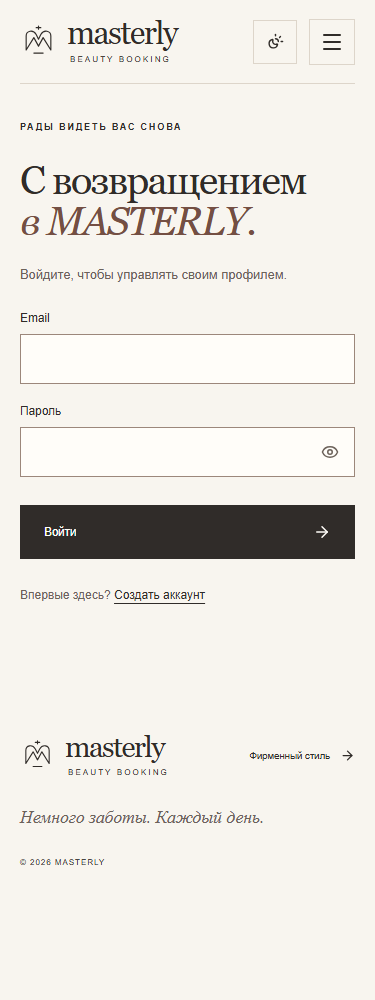 masterly
BEAUTY BOOKING
РАДЫ ВИДЕТЬ ВАС СНОВА
С возвращением
в MASTERLY.
Войдите, чтобы управлять своим профилем.
Email
Пароль
Войти
Впервые здесь? Создать аккаунт
masterly
BEAUTY BOOKING
Фирменный стиль
Немного заботы. Каждый день.
© 2026 MASTERLY